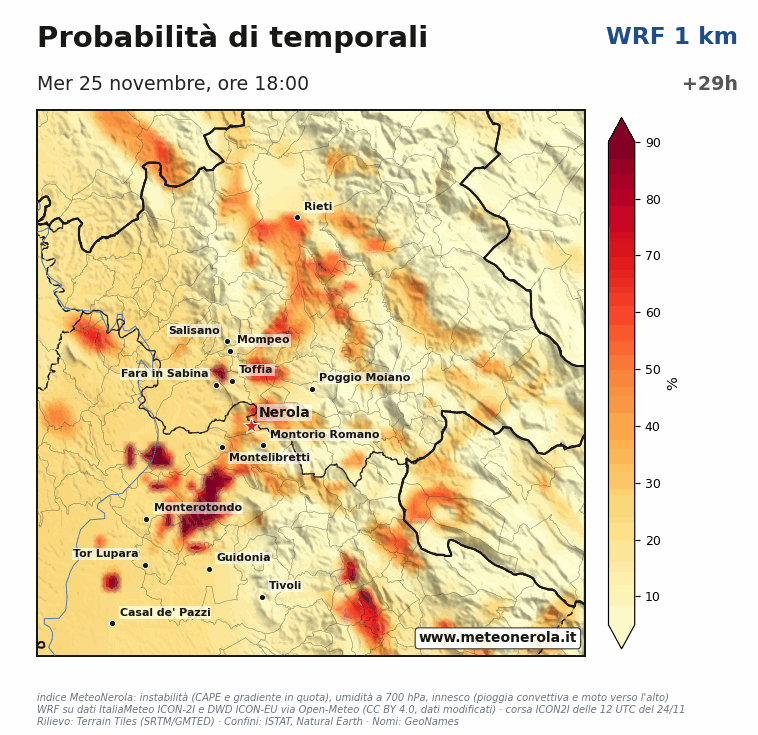 Probabilità di temporali
WRF 1 km
Mer 25 novembre, ore 18:00
+29h
Rieti
Salisano
Mompeo
Fara in Sabina
Toffia
Poggio Moiano
Nerola
Montorio Romano
Montelibretti
Monterotondo
Tor Lupara
Guidonia
Tivoli
Casal de' Pazzi
www.meteonerola.it
90
80
70
60
50
40
30
20
10
%
indice MeteoNerola: instabilità (CAPE e gradiente in quota), umidità a 700 hPa, innesco (pioggia convettiva e moto verso l'alto)
WRF su dati ItaliaMeteo ICON-2I e DWD ICON-EU via Open-Meteo (CC BY 4.0, dati modificati) · corsa ICON2I delle 12 UTC del 24/11
Rilievo: Terrain Tiles (SRTM/GMTED) · Confini: ISTAT, Natural Earth · Nomi: GeoNames